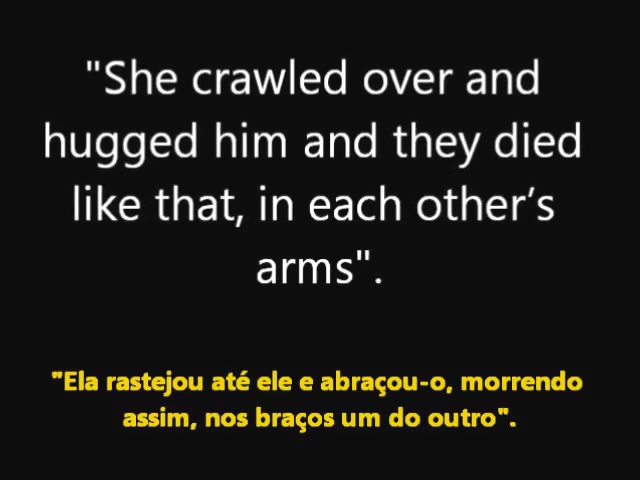 "She crawled over and
hugged him and they died
like that, in each other’s
arms".
"Ela rastejou até ele e abraçou-o, morrendo
assim, nos braços um do outro".